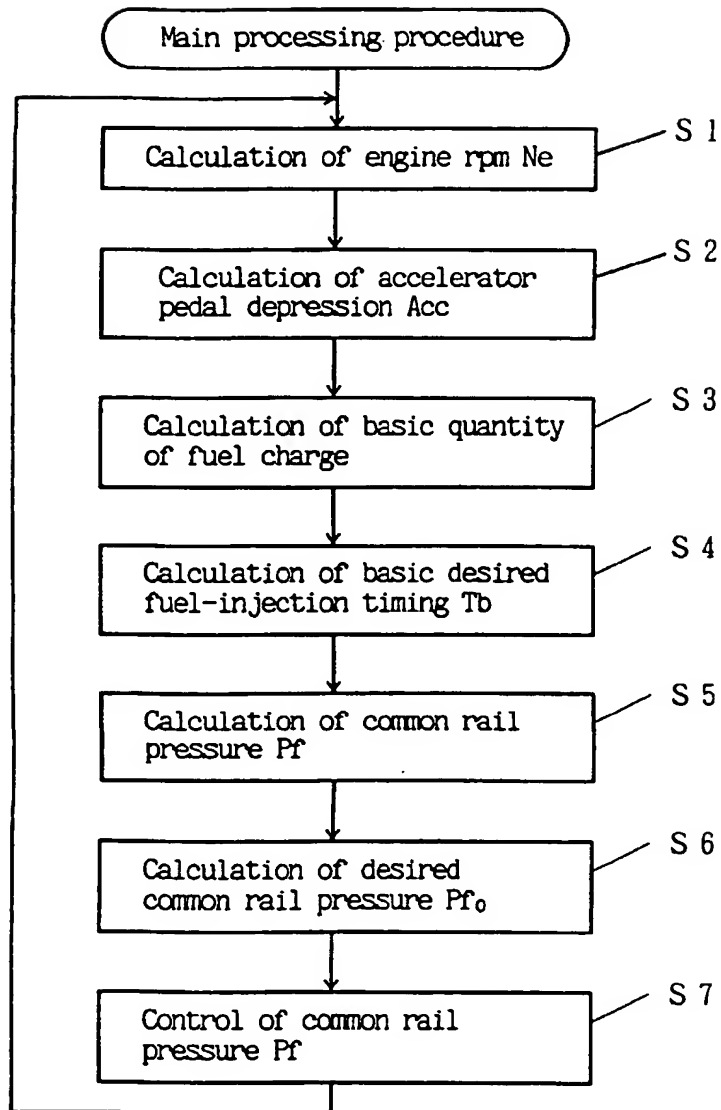 Main processing procedure
S 1
Calculation of engine rpm Ne
S 2
Calculation of accelerator
pedal depression Acc
S 3
Calculation of basic quantity
of fuel charge
S 4
Calculation of basic desired
fuel-injection timing Tb
S 5
Calculation of common rail
pressure Pf
S 6
Calculation of desired
common rail pressure Pf₀
S 7
Control of common rail
pressure Pf